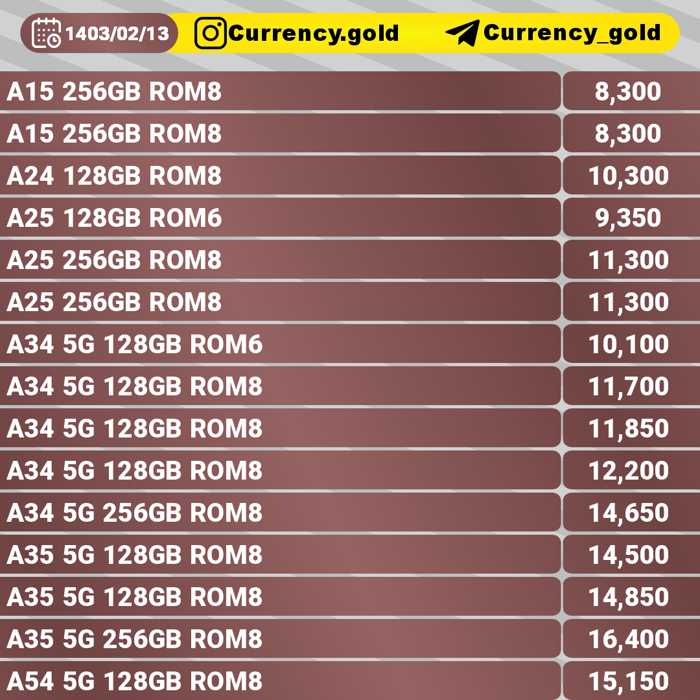 1403/02/13 Currency.gold Currency_gold
A15 256GB ROM8 8,300
A15 256GB ROM8 8,300
A24 128GB ROM8 10,300
A25 128GB ROM6 9,350
A25 256GB ROM8 11,300
A25 256GB ROM8 11,300
A34 5G 128GB ROM6 10,100
A34 5G 128GB ROM8 11,700
A34 5G 128GB ROM8 11,850
A34 5G 128GB ROM8 12,200
A34 5G 256GB ROM8 14,650
A35 5G 128GB ROM8 14,500
A35 5G 128GB ROM8 14,850
A35 5G 256GB ROM8 16,400
A54 5G 128GB ROM8 15,150